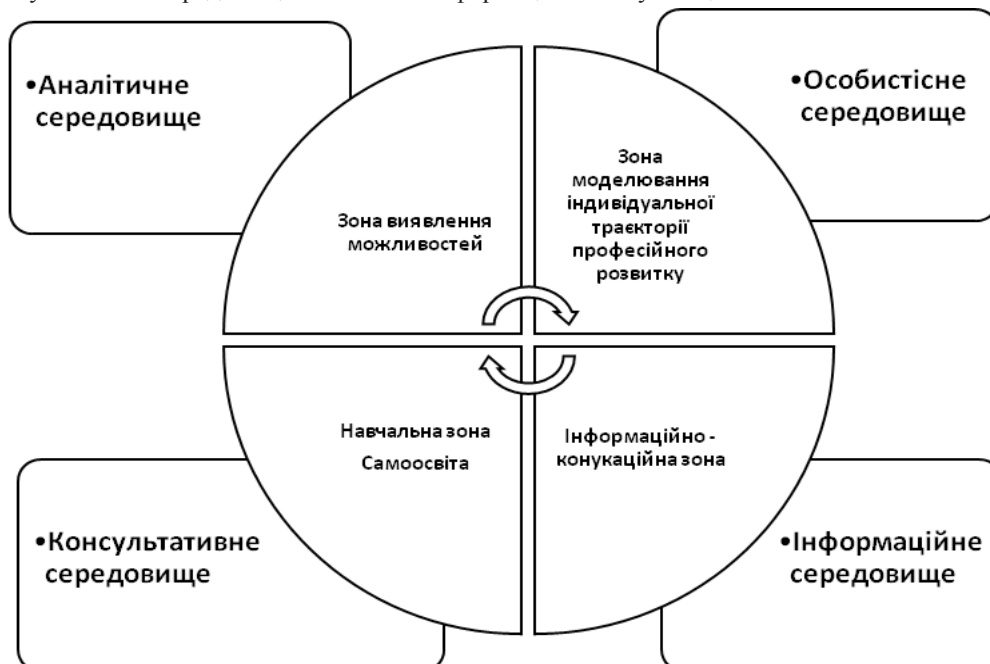 •Аналітичне
середовище
•Особистісне
середовище
Зона виявлення
можливостей
Зона
моделювання
індивідуальної
траєкторії
професійного
розвитку
Навчальна зона
Самоосвіта
Інформаційно -
конукаційна зона
•Консультативне
середовище
•Інформаційне
середовище